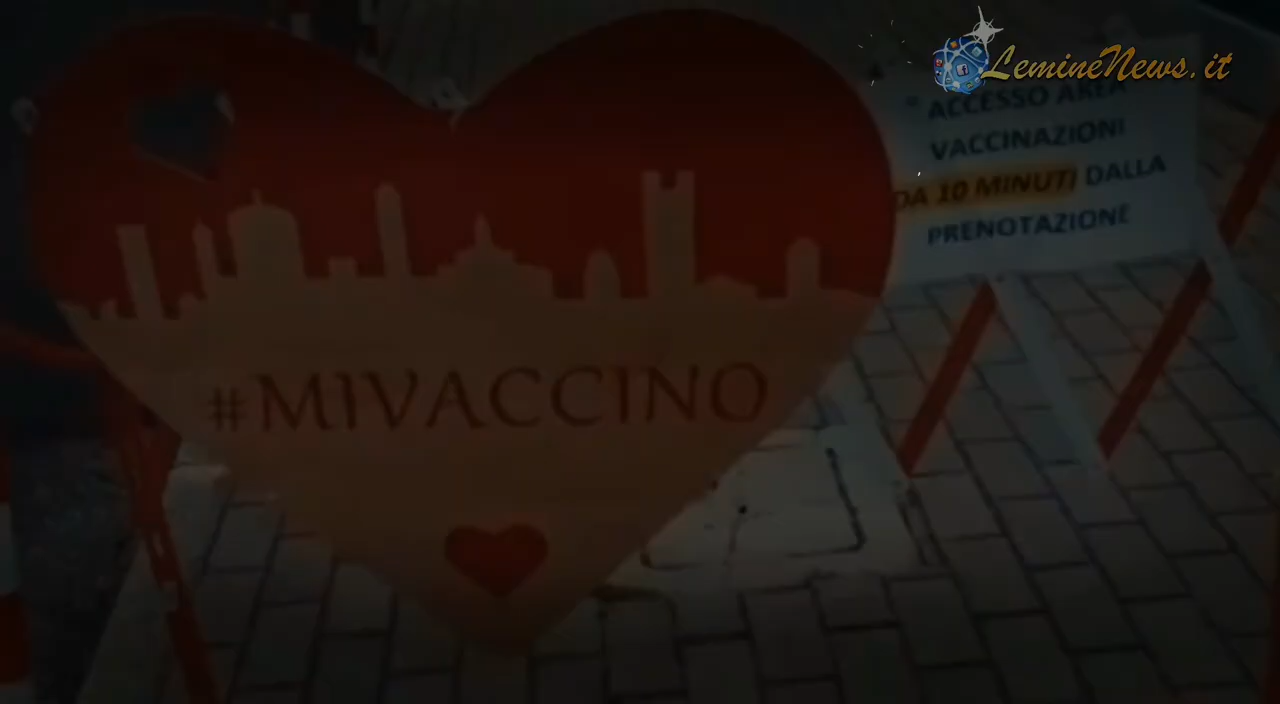 LemineNews.it
ACCESSO AREA
VACCINAZIONI
DA 10 MINUTI DALLA
PRENOTAZIONE
#MIVACCINO